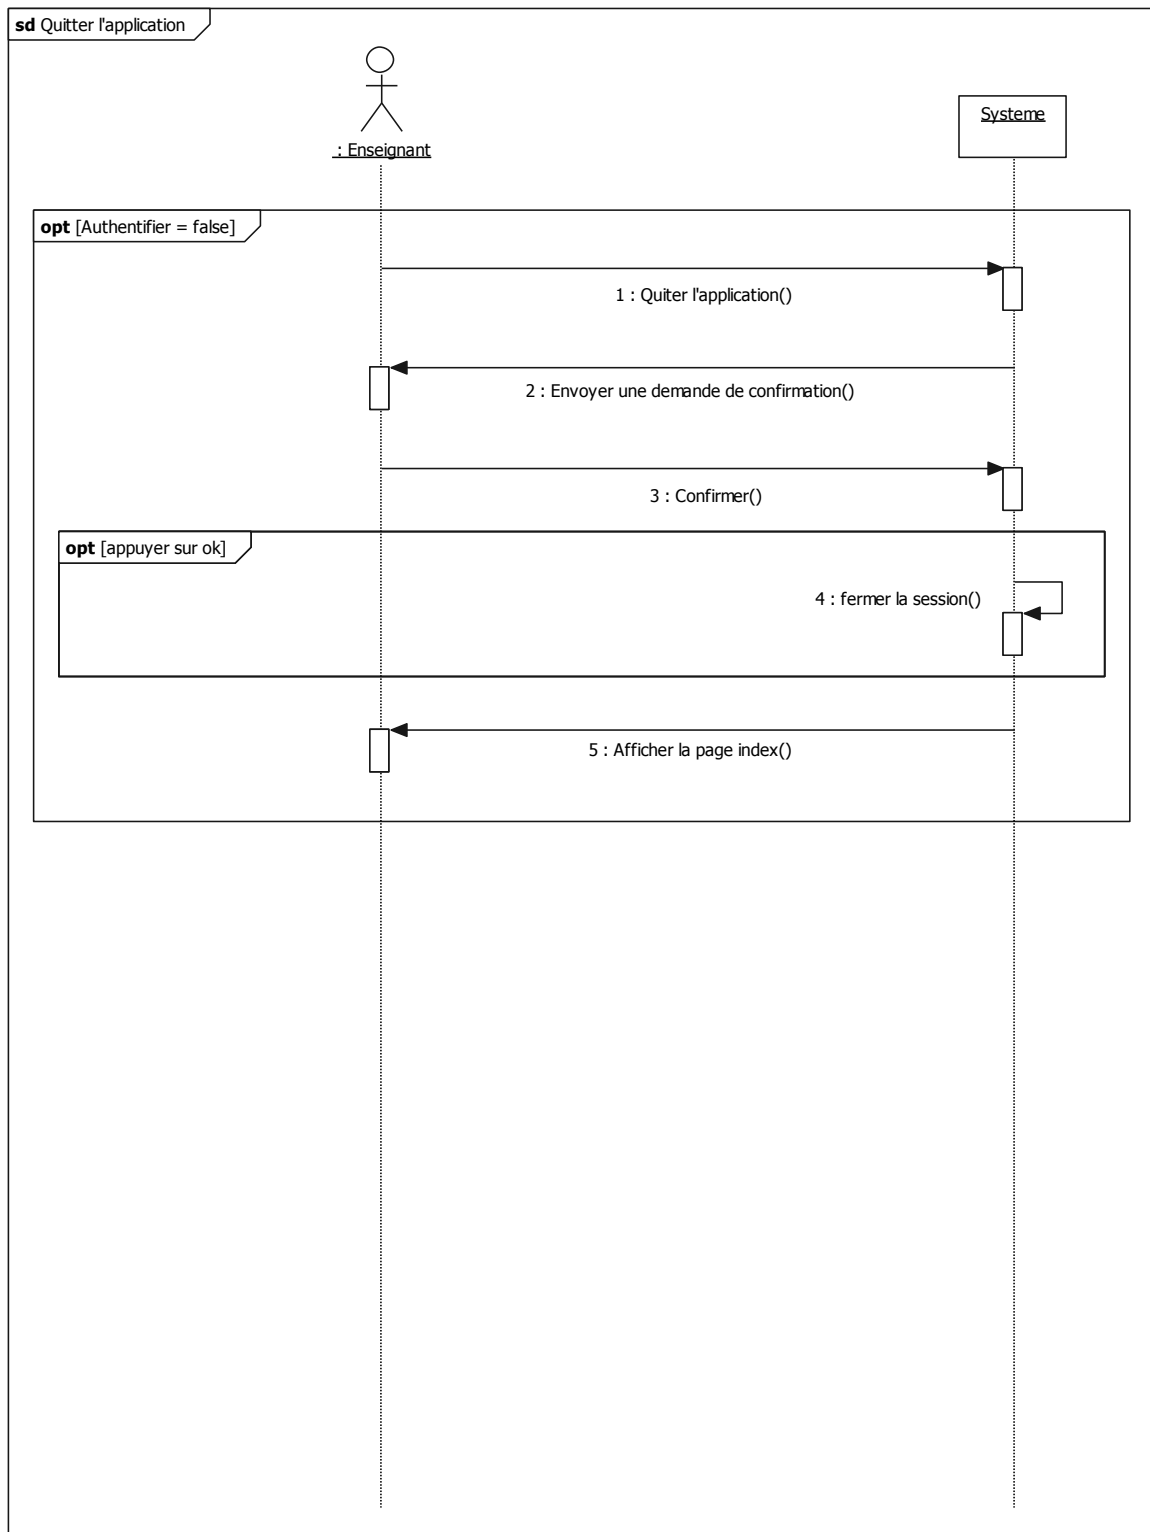 sd Quitter l'application
: Enseignant
Systeme
opt [Authentifier = false]
1 : Quiter l'application()
2 : Envoyer une demande de confirmation()
3 : Confirmer()
opt [appuyer sur ok]
4 : fermer la session()
5 : Afficher la page index()